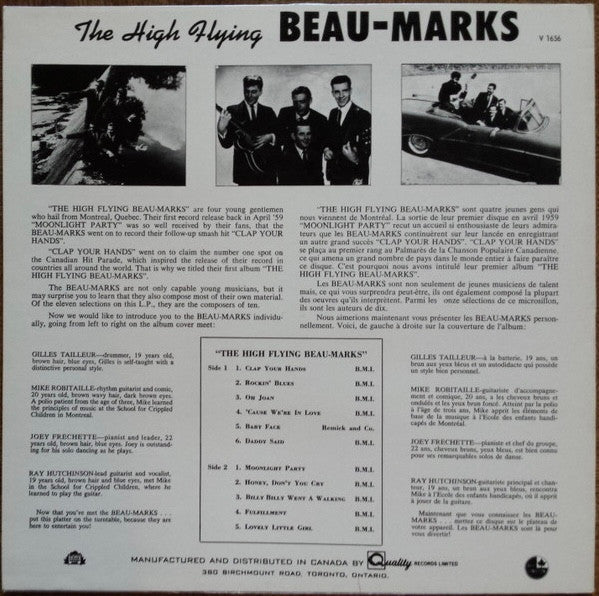 The High Flying BEAU-MARKS
V 1656
"THE HIGH FLYING BEAU-MARKS" are four young gentlemen
who hail from Montreal, Quebec. Their first record release back in April '59
"MOONLIGHT PARTY" was so well received by their fans, that the
BEAU-MARKS went on to record their follow-up smash hit "CLAP YOUR
HANDS".
"CLAP YOUR HANDS" went on to claim the number one spot on
the Canadian Hit Parade, which inspired the release of their record in
countries all around the world. That is why we titled their first album "THE
HIGH FLYING BEAU-MARKS".
The BEAU-MARKS are not only capable young musicians, but it
may surprise you to learn that they also compose most of their own material.
Of the eleven selections on this L.P., they are the composers of ten.
Now we would like to introduce you to the BEAU-MARKS individu-
ally, going from left to right on the album cover meet:
GILLES TAILLEUR—drummer, 19 years old,
brown hair, blue eyes, Gilles is self-taught with a
distinctive personal style.
MIKE ROBITAILLE-rhythm guitarist and comic,
20 years old, brown wavy hair, dark brown eyes.
A polio patient from the age of three, Mike learned
the principles of music at the School for Crippled
Children in Montreal.
JOEY FRECHETTE—pianist and leader, 22
years old, brown hair, blue eyes. Joey is outstand-
ing for his solo dancing as he plays.
RAY HUTCHINSON-lead guitarist and vocalist,
19 years old, brown hair and blue eyes, met Mike
in the School for Crippled Children, where he
learned to play the guitar.
Now that you've met the BEAU-MARKS . . .
put this platter on the turntable, because they are
here to entertain you!
"THE HIGH FLYING BEAU-MARKS" sont quatre jeunes gens qui
nous viennent de Montréal. La sortie de leur premier disque en avril 1959
"MOONLIGHT PARTY" recut un accueil si enthousiaste de leurs admira-
teurs que les BEAU-MARKS continuèrent sur leur lancée en enregistrant
un autre grand succès "CLAP YOUR HANDS". "CLAP YOUR HANDS"
se plaça au premier rang au Palmarès de la Chanson Populaire Canadienne.
ce qui amena un grand nombre de pays dans le monde entier à faire paraître
ce disque. C'est pourquoi nous avons intitulé leur premier album "THE
HIGH FLYING BEAU-MARKS".
Les BEAU-MARKS sont non seulement de jeunes musiciens de talent
mais, ce qui vous surprendra peut-être, ils ont également composé la plupart
des oeuvres qu'ils interprètent. Parmi les onze sélections de ce microsillon,
ils sont les auteurs de dix.
Nous aimerions maintenant vous présenter les BEAU-MARKS person-
nellement. Voici, de gauche à droite sur la couverture de l'album:
GILLES TAILLEUR— à la batterie, 19 ans, un
brun aux yeux bleus et un autodidacte qui possède
un style bien personnel.
MIKE ROBITAILLE-guitariste d'accompagne-
ment et comique, 20 ans, a les cheveux bruns et
ondulés et les yeux brun foncé. Atteint par la polio
à l'âge de trois ans, Mike apprit les éléments de
base de la musique à l'Ecole des enfants handi-
capés de Montréal.
JOEY FRECHETTE—pianiste et chef du groupe,
22 ans, cheveux bruns, yeux bleus, est bien connu
pour ses remarquables solos de danse.
RAY HUTCHINSON-guitariste principal et chan-
teur, 19 ans, un brun aux yeux bleus, rencontra
Mike à l'Ecole des enfants handicapés, où il apprit
à jouer de la guitare.
Maintenant que vous connaissez les BEAU-
MARKS . . . mettez ce disque sur le plateau de
votre appareil. Les BEAU-MARKS sont là pour
vous divertir!
"THE HIGH FLYING BEAU-MARKS"
Side 1 1. CLAP YOUR HANDS B.M.I.
2. ROCKIN' BLUES B.M.I.
3. OH JOAN B.M.I.
4. 'CAUSE WE'RE IN LOVE B.M.I.
5. BABY FACE Remick and Co.
6. DADDY SAID B.M.I.
Side 2 1. MOONLIGHT PARTY B.M.I.
2. HONEY, DON'T YOU CRY B.M.I.
3. BILLY BILLY WENT A WALKING B.M.I.
4. FULFILLMENT B.M.I.
5. LOVELY LITTLE GIRL B.M.I.
MANUFACTURED AND DISTRIBUTED IN CANADA BY Quality RECORDS LIMITED
380 BIRCHMOUNT ROAD, TORONTO, ONTARIO.